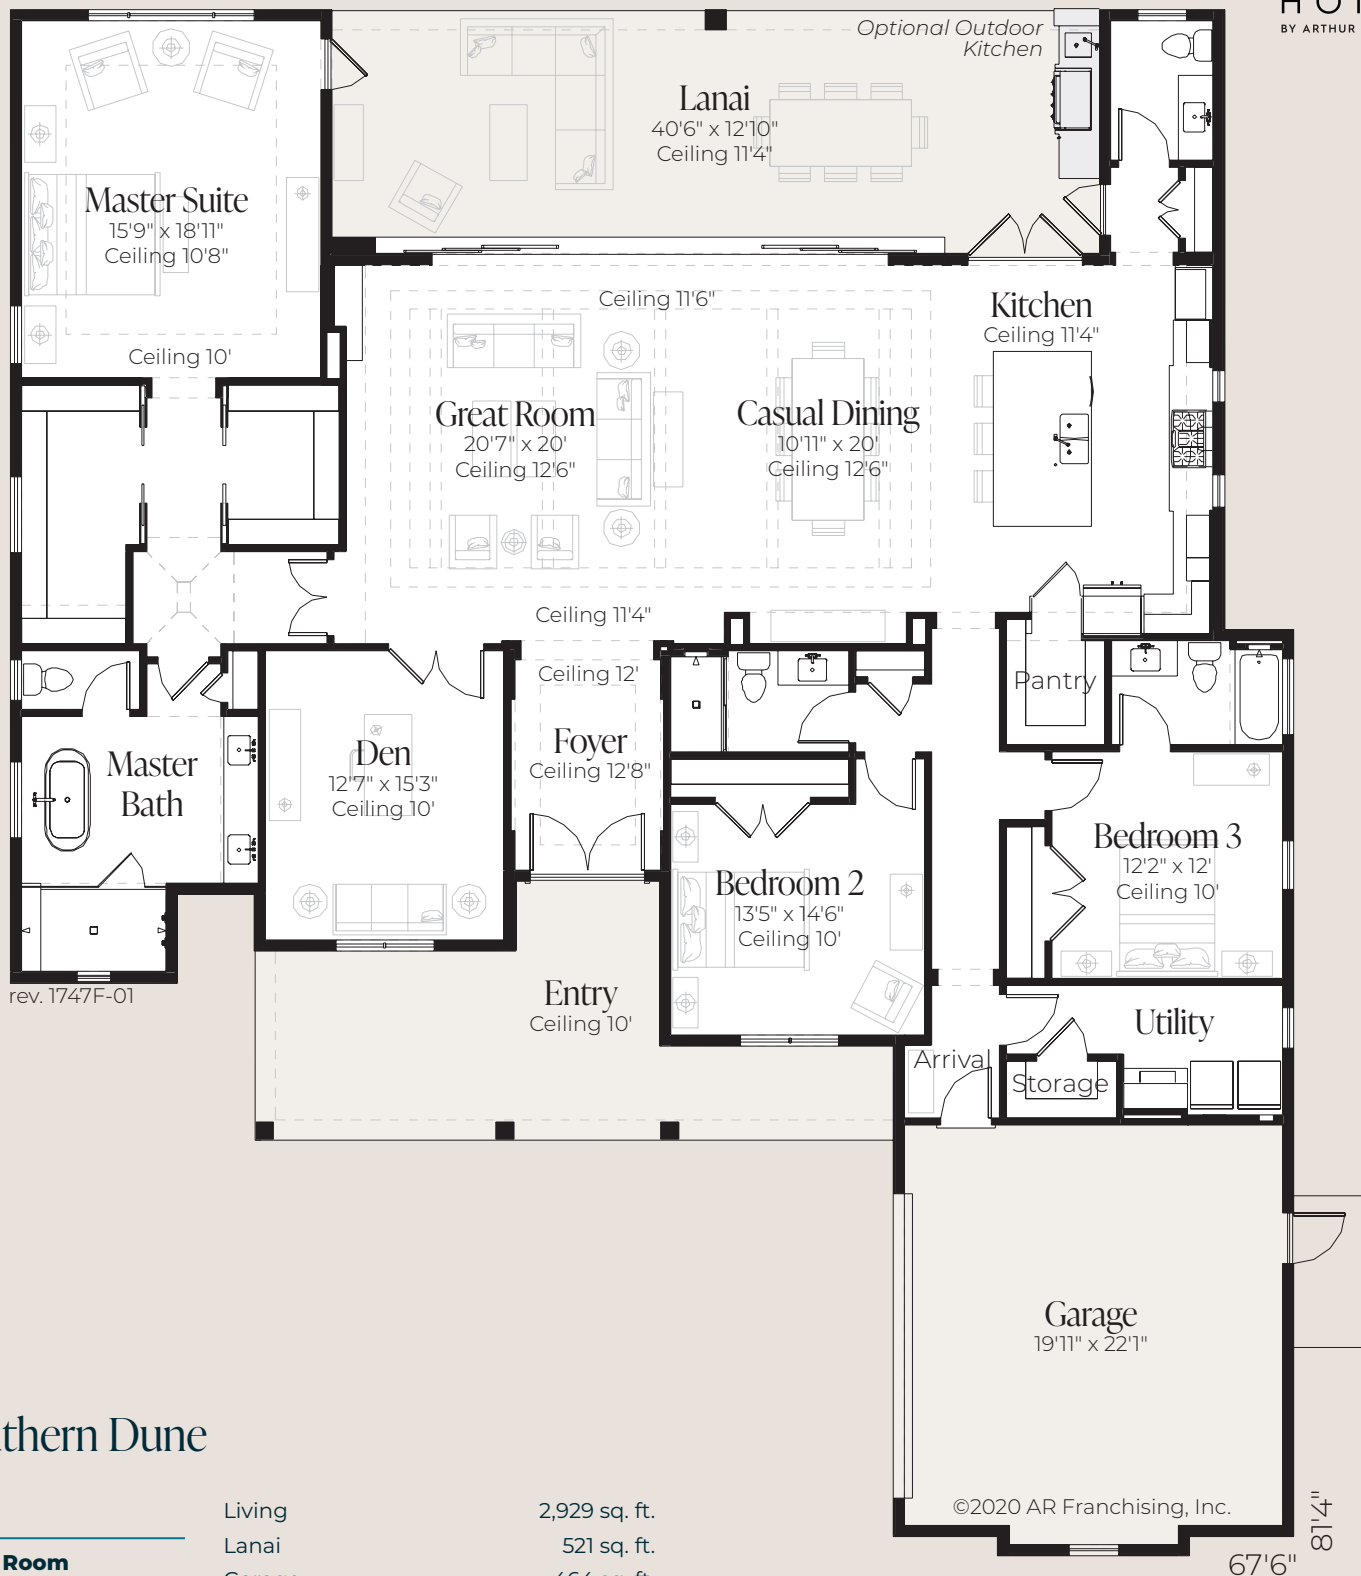 BY ARTHUR
Optional Outdoor
Kitchen
Lanai
40'6" x 12'10"
Ceiling 11'4"
Master Suite
15'9" x 18'11"
Ceiling 10'8"
Ceiling 10'
Ceiling 11'6"
Kitchen
Ceiling 11'4"
Great Room
20'7" x 20'
Ceiling 12'6"
Casual Dining
10'11" x 20'
Ceiling 12'6"
Ceiling 11'4"
Ceiling 12'
Foyer
Ceiling 12'8"
Pantry
Master
Bath
Den
12'7" x 15'3"
Ceiling 10'
Bedroom 2
13'5" x 14'6"
Ceiling 10'
Bedroom 3
12'2" x 12'
Ceiling 10'
rev. 1747F-01
Entry
Ceiling 10'
Utility
Arrival
Storage
Garage
19'11" x 22'1"
©2020 AR Franchising, Inc.
81'4"
67'6"
thern Dune
Living 2,929 sq. ft.
Lanai 521 sq. ft.
Room